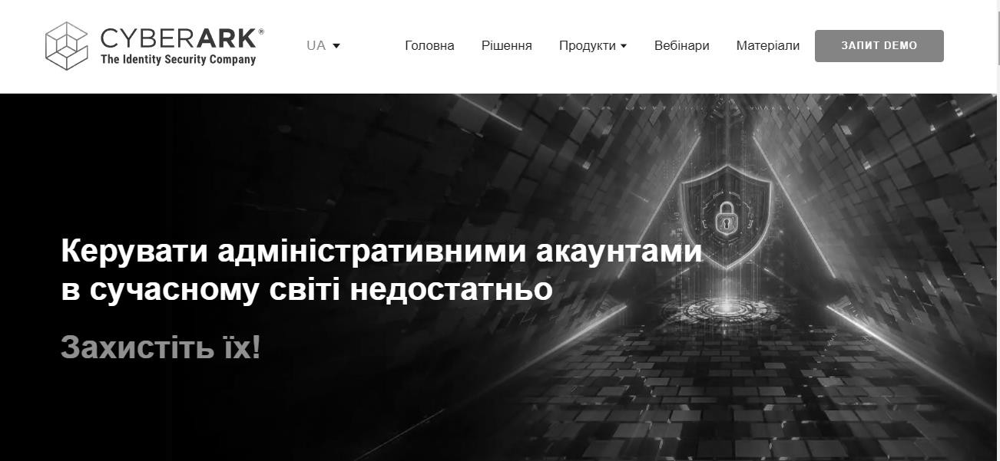 CYBERARK®
The Identity Security Company
UA
Головна
Рішення
Продукти
Вебінари
Матеріали
ЗАПИТ DEMO
Керувати адміністративними акаунтами
в сучасному світі недостатньо
Захистіть їх!